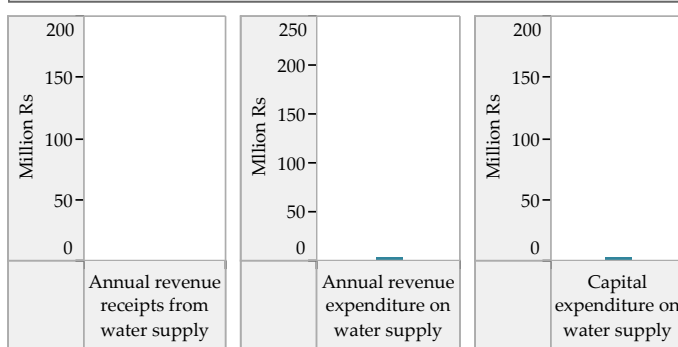 200
150
100
50
0
Million Rs
Annual revenue
receipts from
water supply
250
200
150
100
50
0
MIlion Rs
Annual revenue
expenditure on
water supply
200
150
100
50
0
Million Rs
Capital
expenditure on
water supply